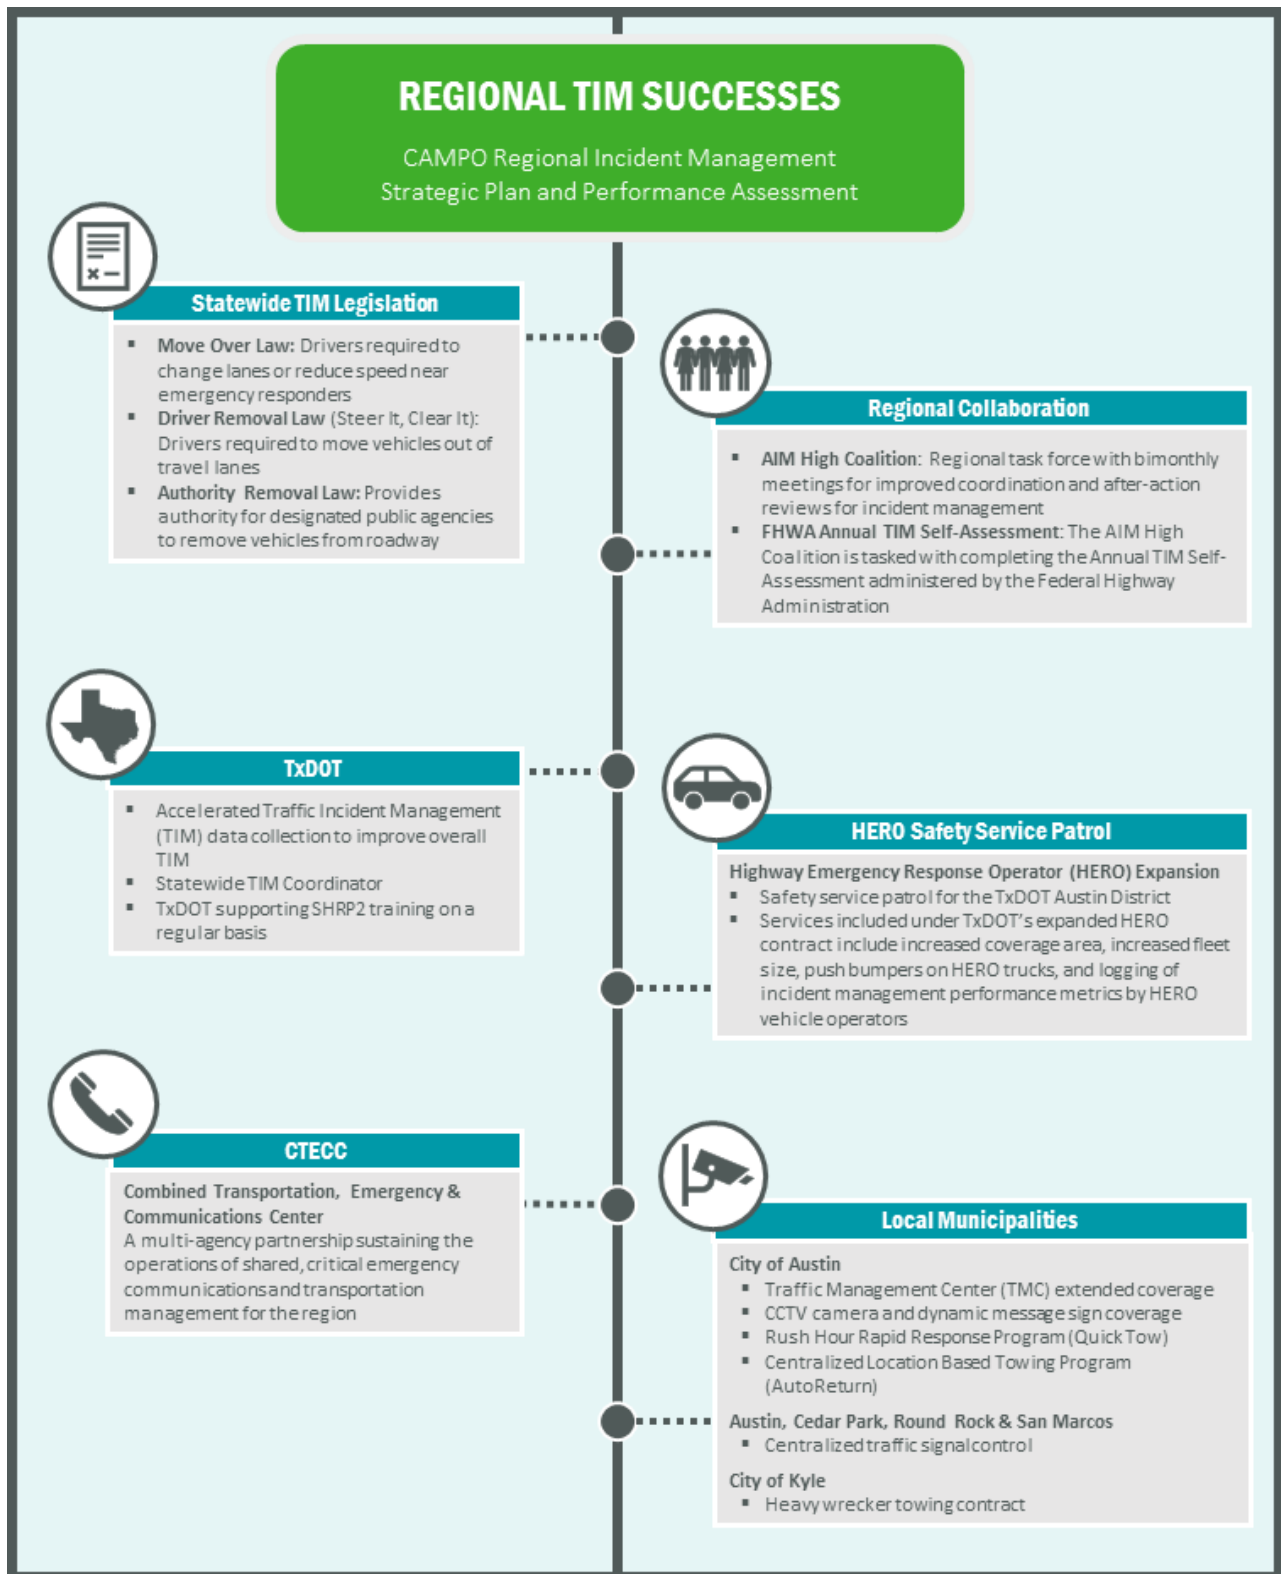 REGIONAL TIM SUCCESSES
CAMPO Regional Incident Management
Strategic Plan and Performance Assessment
Statewide TIM Legislation
▪ Move Over Law: Drivers required to
change lanes or reduce speed near
emergency responders
▪ Driver Removal Law (Steer It, Clear It):
Drivers required to move vehicles out of
travel lanes
▪ Authority Removal Law: Provides
authority for designated public agencies
to remove vehicles from roadway
Regional Collaboration
▪ AIM High Coalition: Regional task force with bimonthly
meetings for improved coordination and after-action
reviews for incident management
▪ FHWA Annual TIM Self-Assessment: The AIM High
Coalition is tasked with completing the Annual TIM Self-
Assessment administered by the Federal Highway
Administration
TxDOT
▪ Accelerated Traffic Incident Management
(TIM) data collection to improve overall
TIM
▪ Statewide TIM Coordinator
▪ TxDOT supporting SHRP2 training on a
regular basis
HERO Safety Service Patrol
Highway Emergency Response Operator (HERO) Expansion
▪ Safety service patrol for the TxDOT Austin District
▪ Services included under TxDOT's expanded HERO
contract include increased coverage area, increased fleet
size, push bumpers on HERO trucks, and logging of
incident management performance metrics by HERO
vehicle operators
CTECC
Combined Transportation, Emergency &
Communications Center
A multi-agency partnership sustaining the
operations of shared, critical emergency
communications and transportation
management for the region
Local Municipalities
City of Austin
▪ Traffic Management Center (TMC) extended coverage
▪ CCTV camera and dynamic message sign coverage
▪ Rush Hour Rapid Response Program (Quick Tow)
▪ Centralized Location Based Towing Program
(AutoReturn)
Austin, Cedar Park, Round Rock & San Marcos
▪ Centralized traffic signal control
City of Kyle
▪ Heavy wrecker towing contract